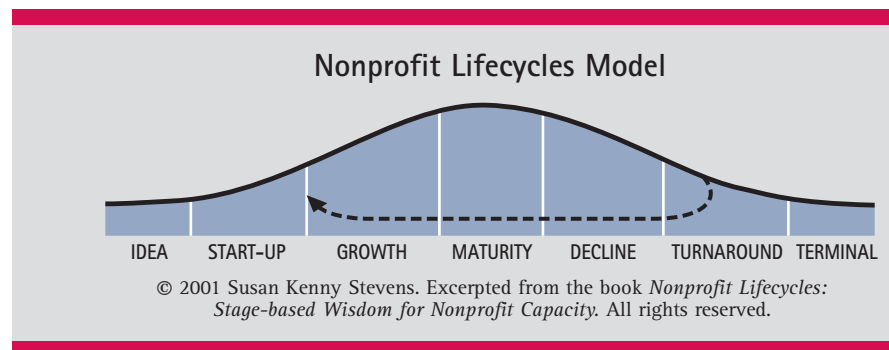 Nonprofit Lifecycles Model
IDEA START-UP GROWTH MATURITY DECLINE TURNAROUND TERMINAL
© 2001 Susan Kenny Stevens. Excerpted from the book Nonprofit Lifecycles:
Stage-based Wisdom for Nonprofit Capacity. All rights reserved.